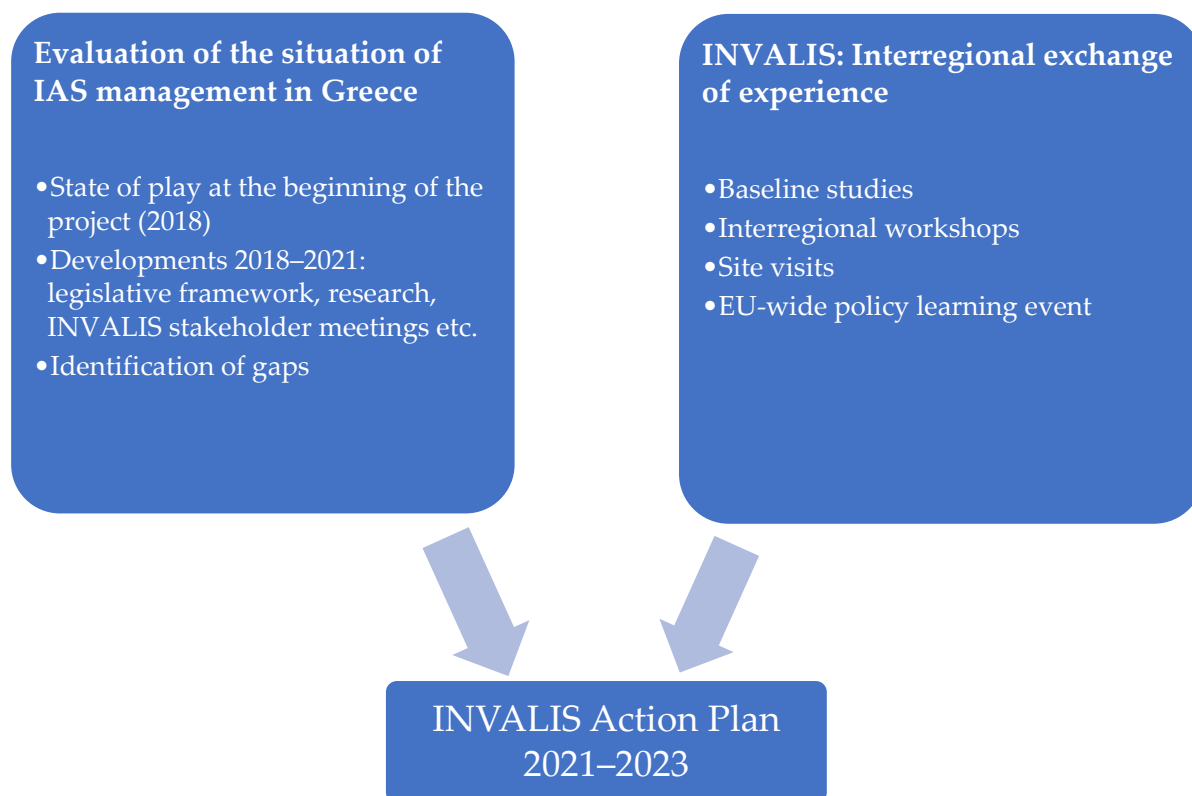 Evaluation of the situation of
IAS management in Greece
•State of play at the beginning of the
project (2018)
•Developments 2018–2021:
legislative framework, research,
INVALIS stakeholder meetings etc.
•Identification of gaps
INVALIS: Interregional exchange
of experience
•Baseline studies
•Interregional workshops
•Site visits
•EU-wide policy learning event
INVALIS Action Plan
2021–2023